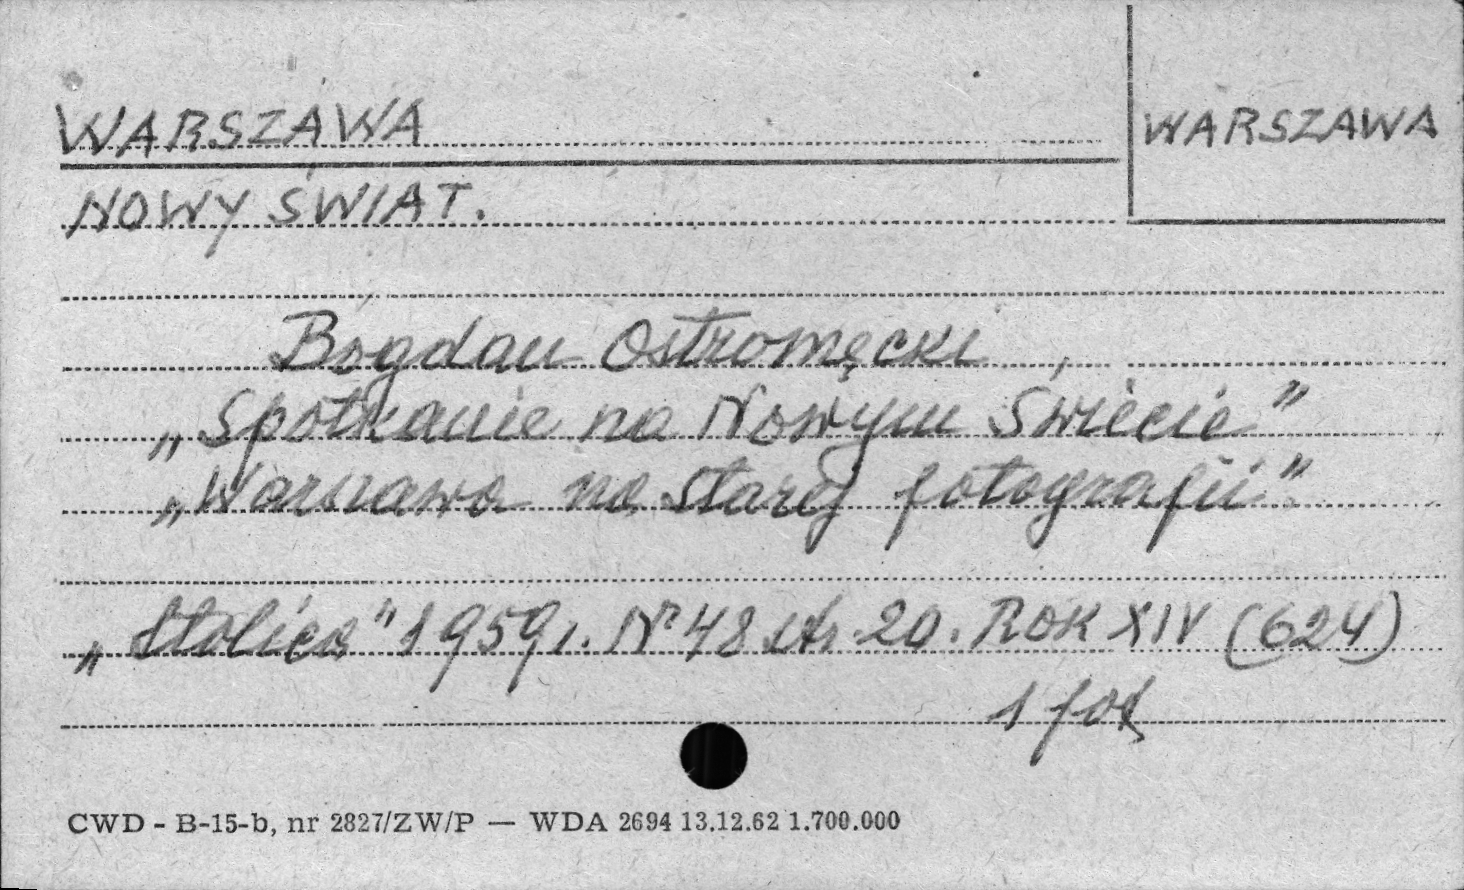 WARSZAWA
WARSZAWA
NOWY ŚWIAT.
Bogdan Ostromęcki
„Spotkanie na Nowym Świecie"
„Warszawa na starej fotografii"
„Stolica" 1959 r. Nr 48 str. 20. ROK XIV (624)
1 fot
CWD - B-15-b, nr 2827/ZW/P — WDA 2694 13.12.62 1.700.000